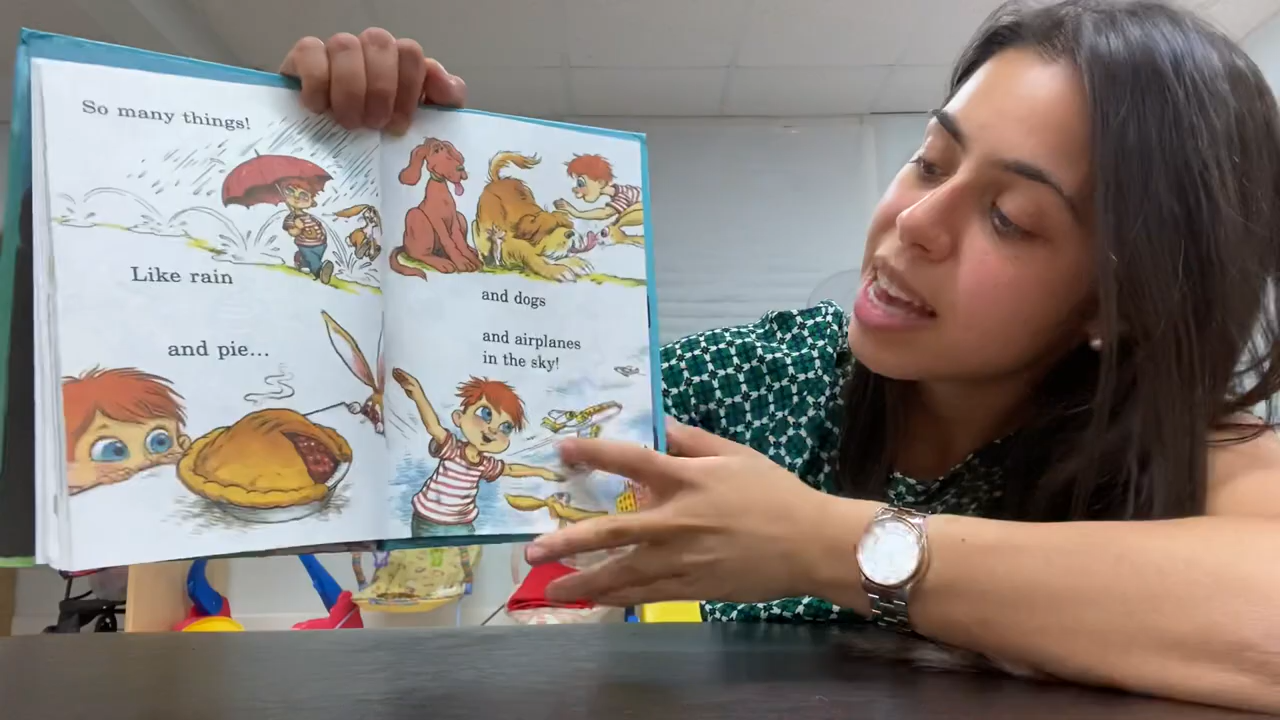 So many things!
Like rain
and pie...
and dogs
and airplanes
in the sky!